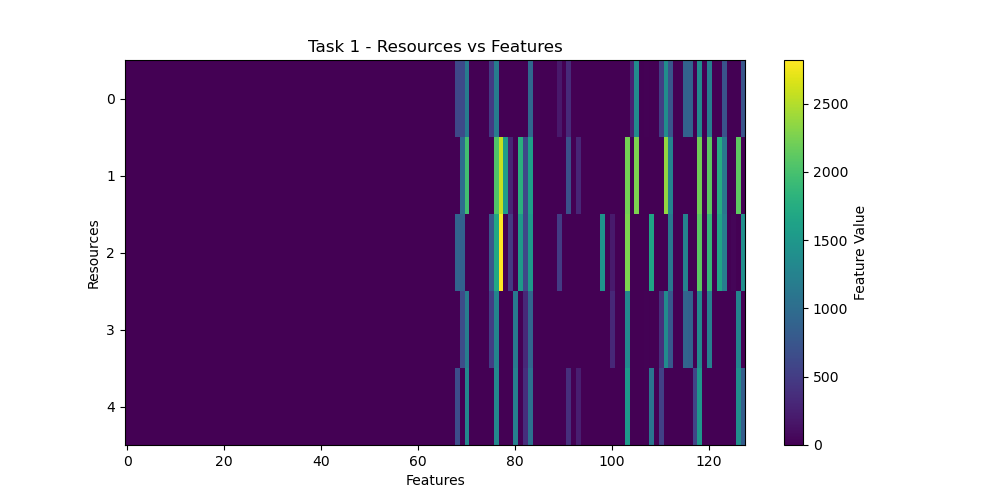 Task 1 - Resources vs Features
Resources
0
1
2
3
4
0 20 40 60 80 100 120
Features
2500
2000
1500
1000
500
0
Feature Value